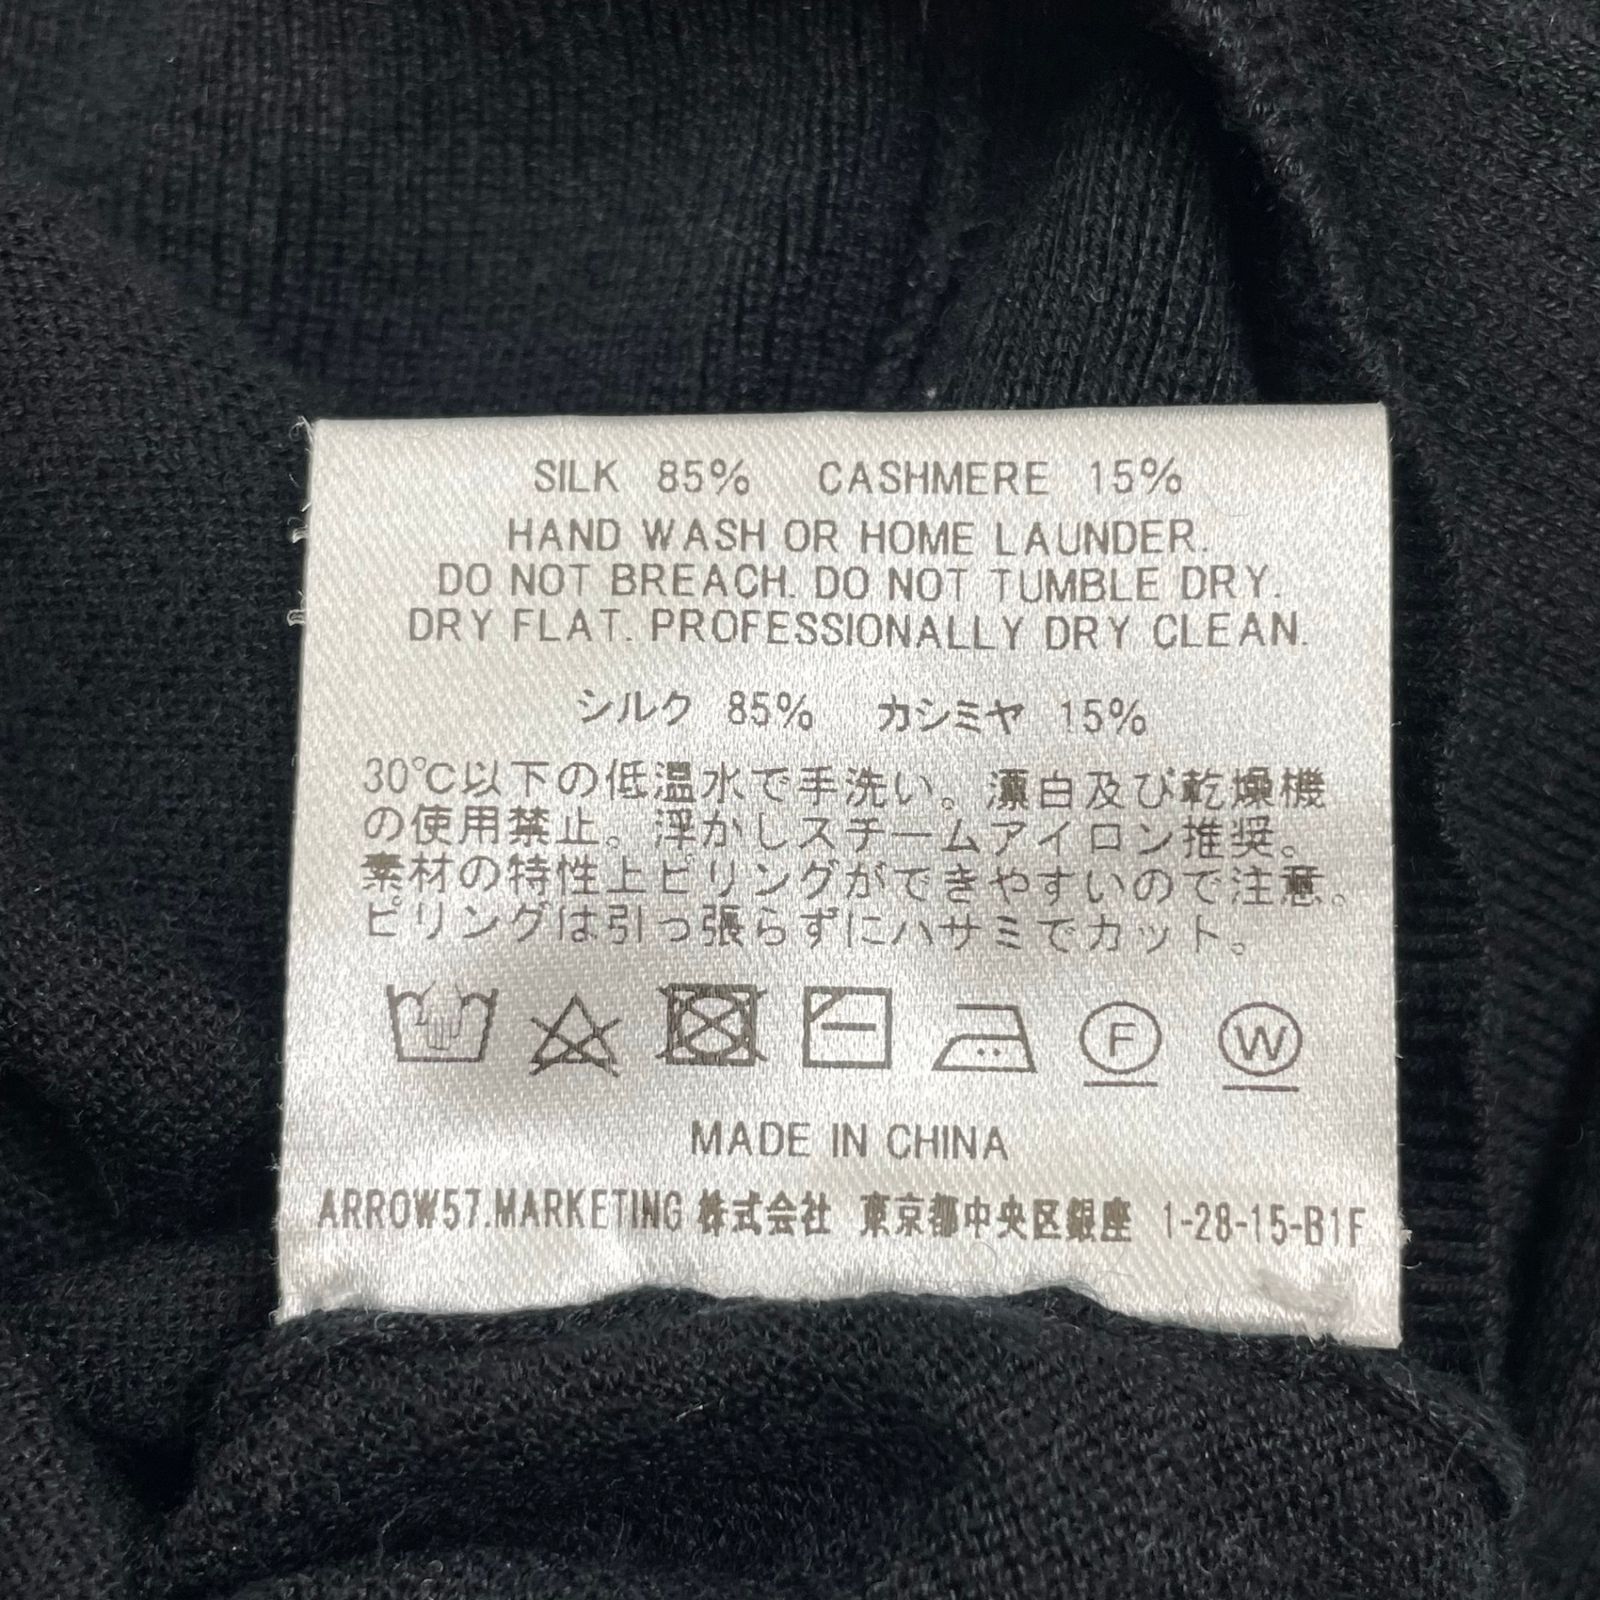 SILK 85% CASHMERE 15%
HAND WASH OR HOME LAUNDER.
DO NOT BREACH. DO NOT TUMBLE DRY.
DRY FLAT. PROFESSIONALLY DRY CLEAN.
シルク 85% カシミヤ 15%
30℃以下の低温水で手洗い。漂白及び乾燥機
の使用禁止。浮かしスチームアイロン推奨。
素材の特性上ピリングができやすいので注意。
ピリングは引っ張らずにハサミでカット。
F W
MADE IN CHINA
ARROW57.MARKETING 株式会社 東京都中央区銀座 1-28-15-B1F